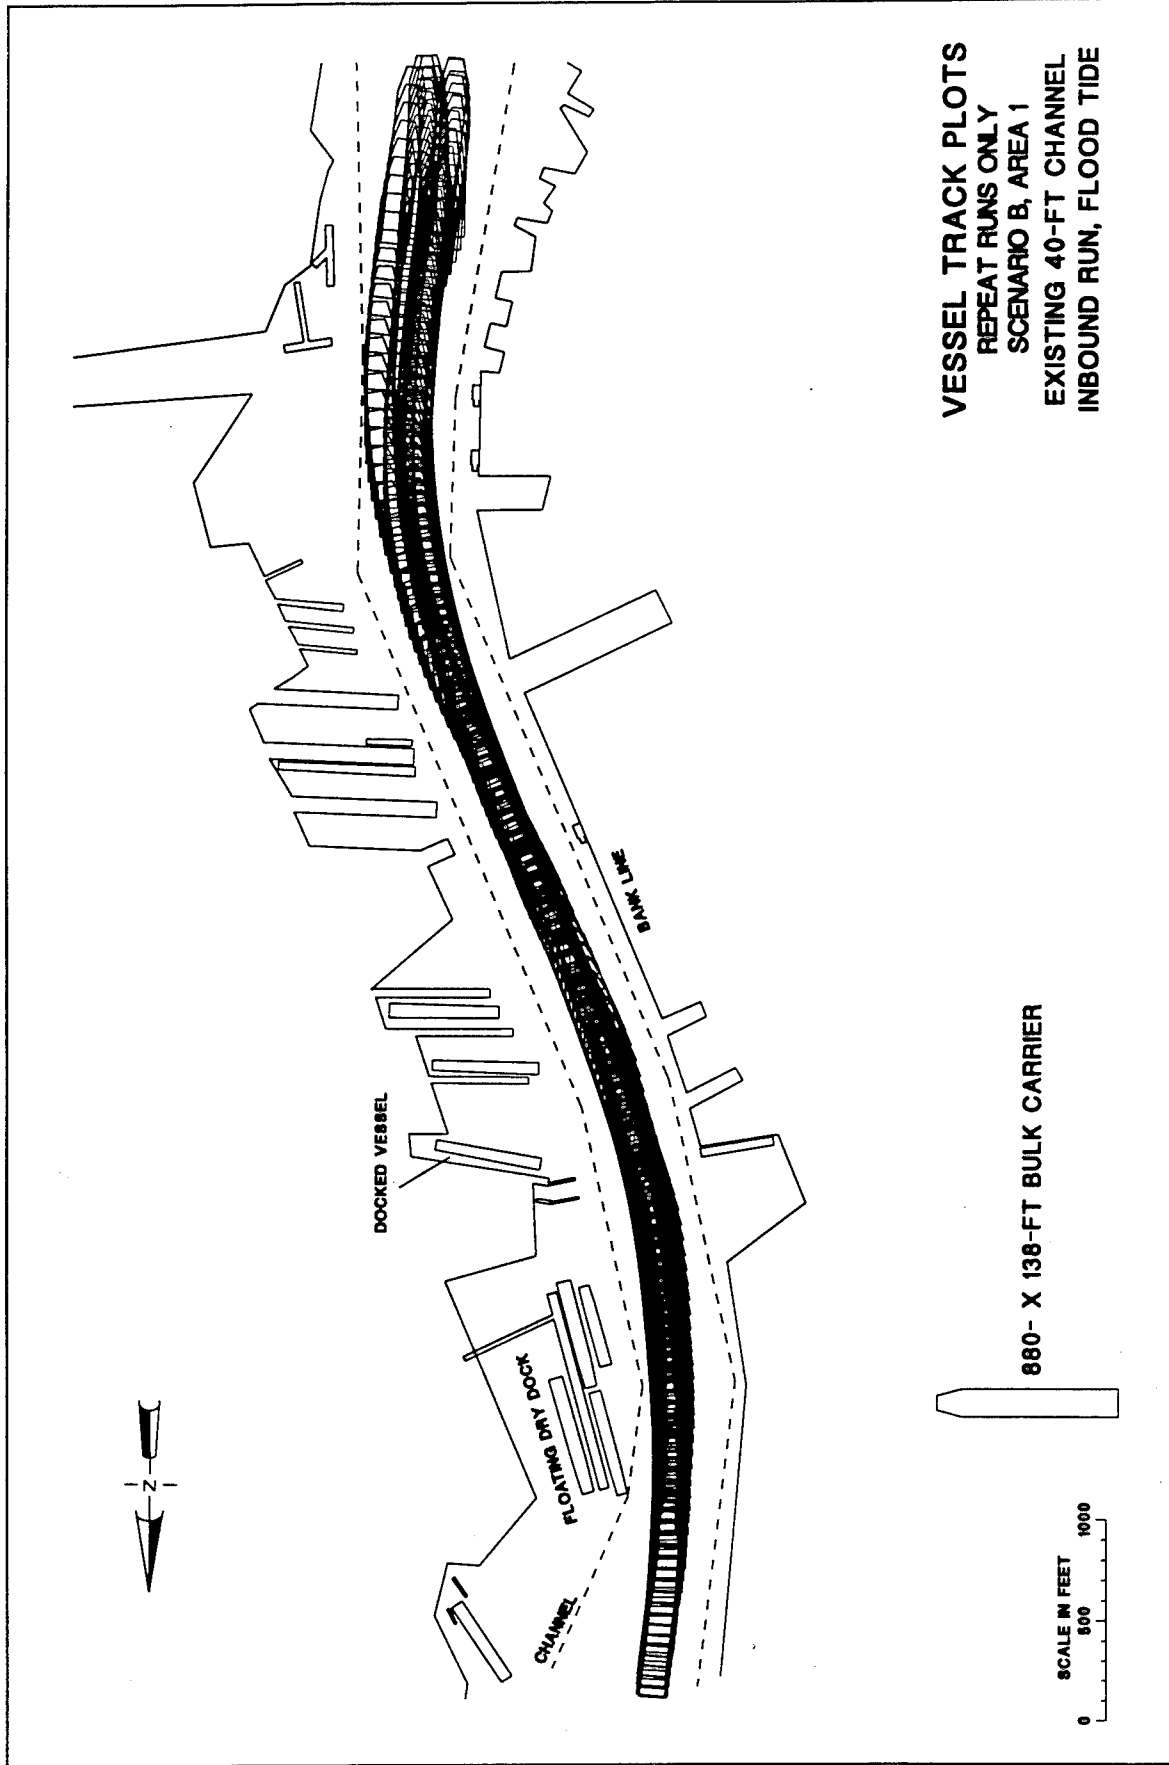 VESSEL TRACK PLOTS
REPEAT RUNS ONLY
SCENARIO B, AREA 1
EXISTING 40-FT CHANNEL
INBOUND RUN, FLOOD TIDE
N
DOCKED VESSEL
BANK LINE
FLOATING DRY DOCK
CHANNEL
880- X 138-FT BULK CARRIER
SCALE IN FEET
0 500 1000